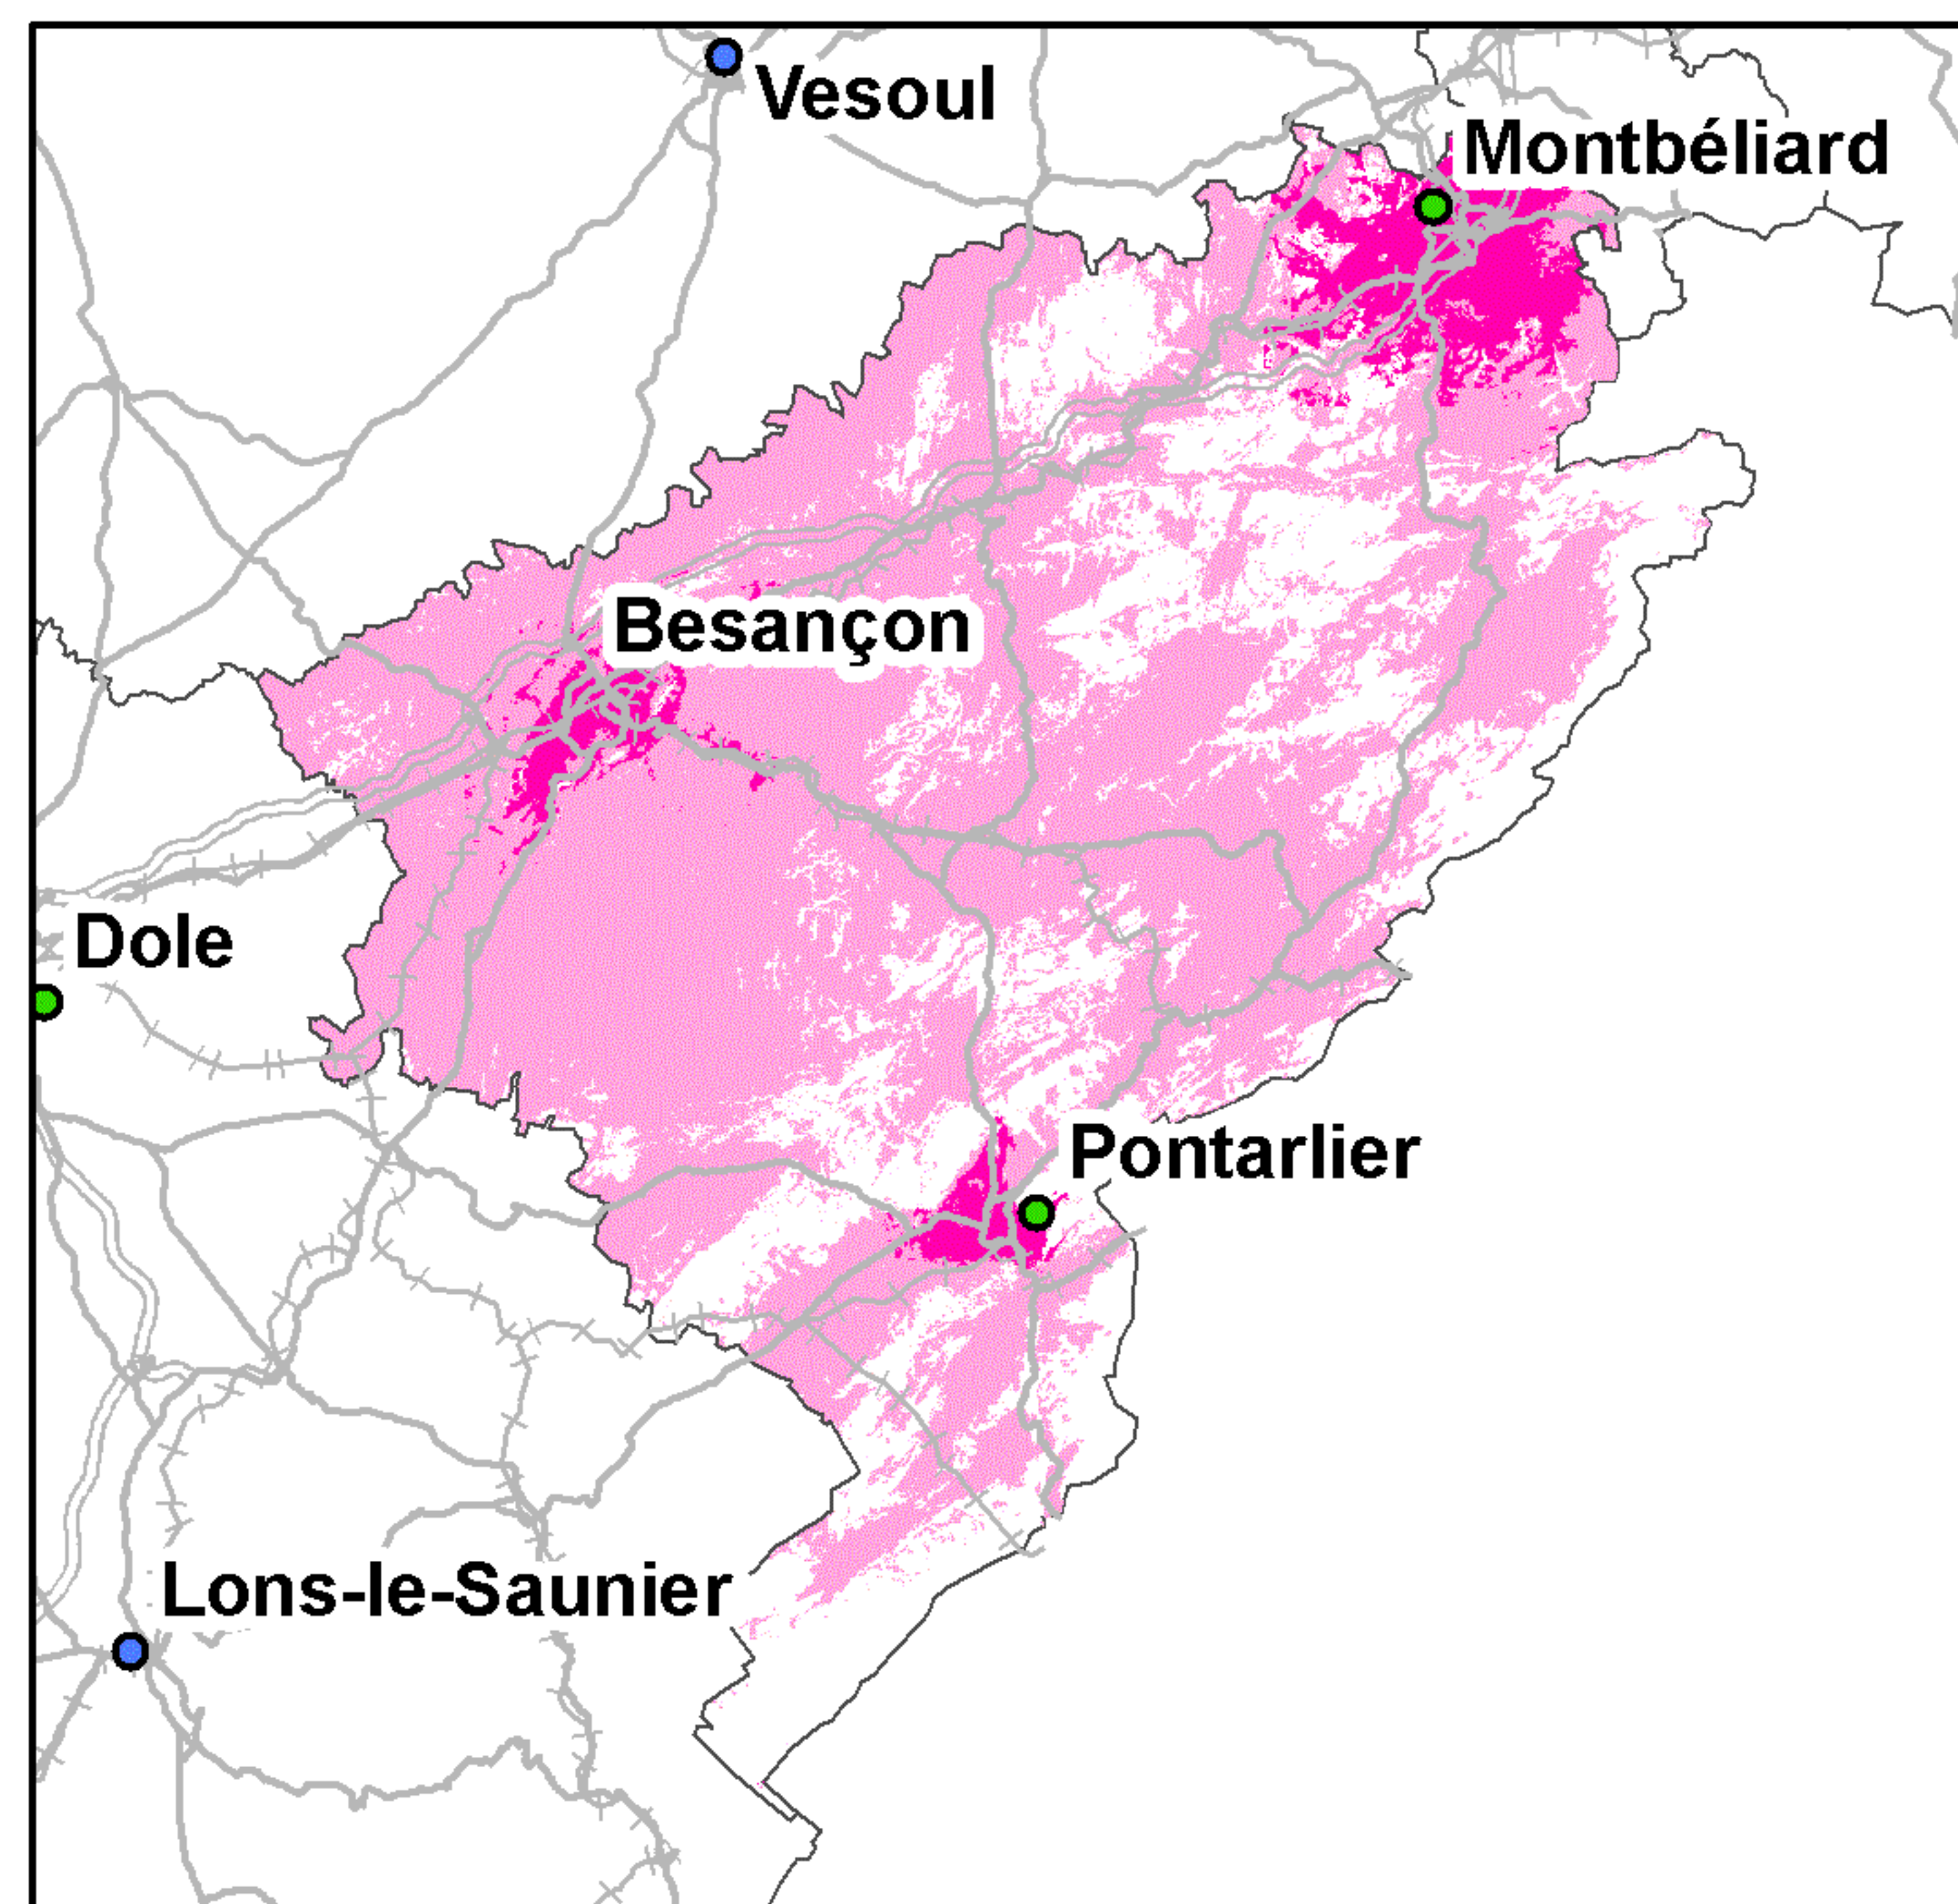 Vesoul
Montbéliard
Besançon
Dole
Pontarlier
Lons-le-Saunier